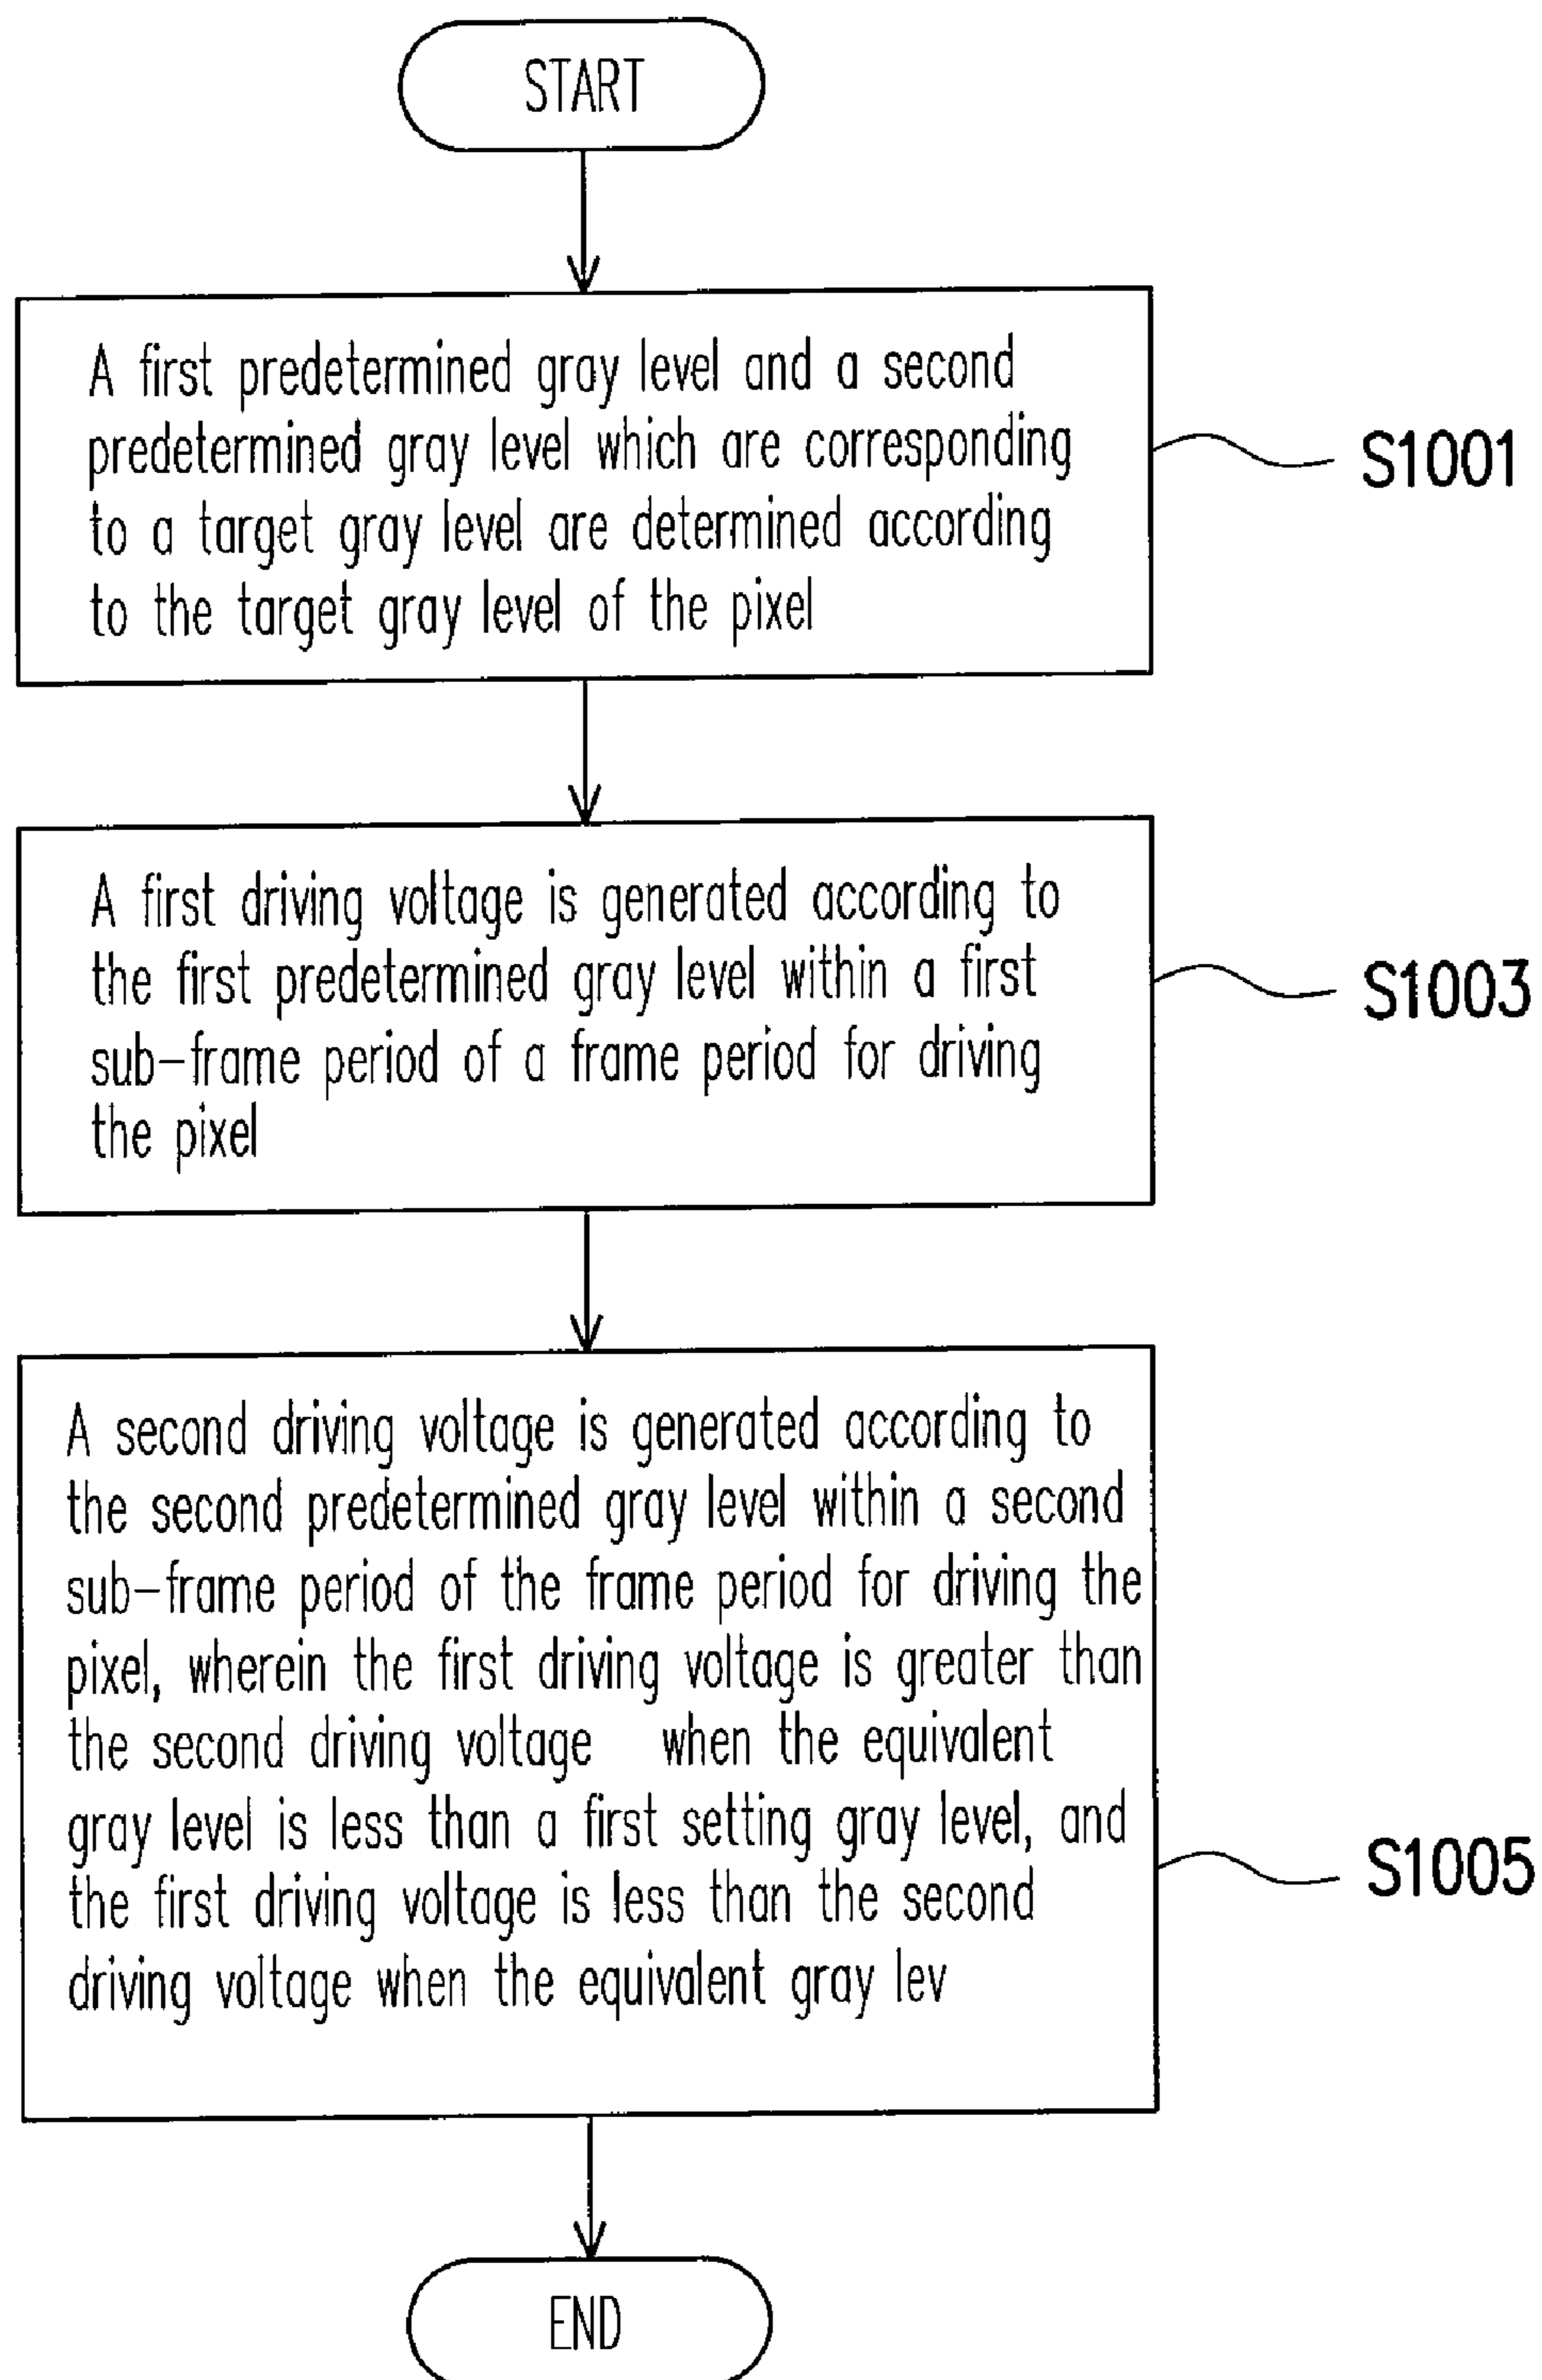 START
A first predetermined gray level and a second
predetermined gray level which are corresponding
to a target gray level are determined according
to the target gray level of the pixel
S1001
A first driving voltage is generated according to
the first predetermined gray level within a first
sub-frame period of a frame period for driving
the pixel
S1003
A second driving voltage is generated according to
the second predetermined gray level within a second
sub-frame period of the frame period for driving the
pixel, wherein the first driving voltage is greater than
the second driving voltage when the equivalent
gray level is less than a first setting gray level, and
the first driving voltage is less than the second
driving voltage when the equivalent gray lev
S1005
END